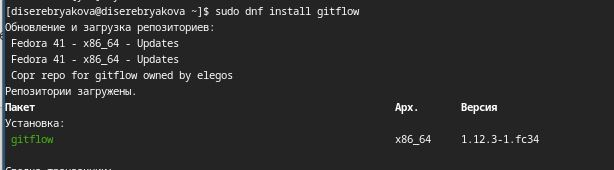 [diserebryakova@diserebryakova ~]$ sudo dnf install gitflow
Обновление и загрузка репозиториев:
Fedora 41 - x86_64 - Updates
Fedora 41 - x86_64 - Updates
Copr repo for gitflow owned by elegos
Репозитории загружены.
Пакет Арх. Версия
Установка:
gitflow x86_64 1.12.3-1.fc34